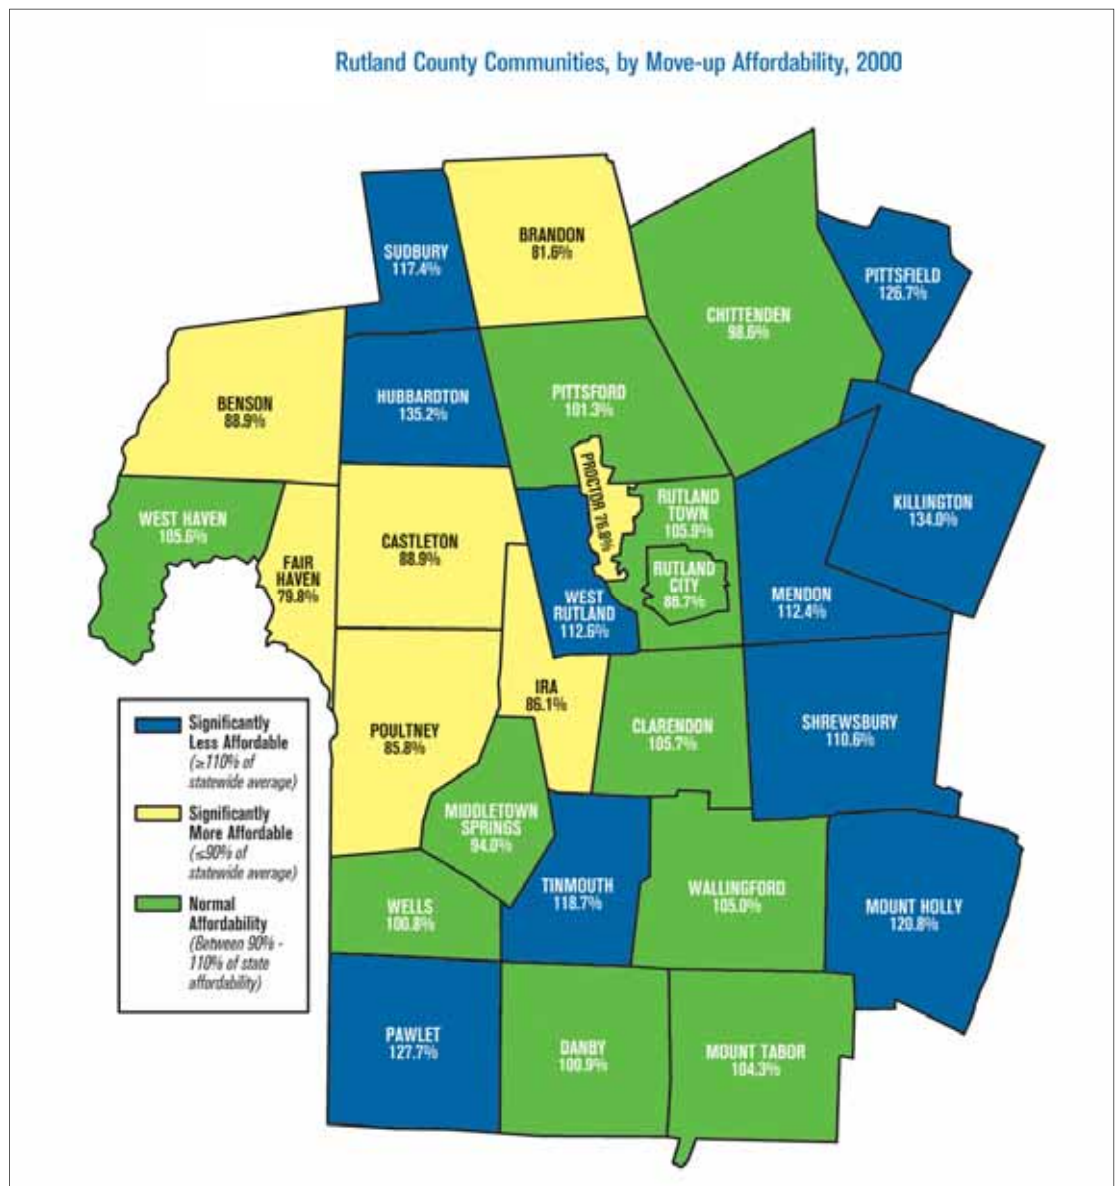 Rutland County Communities, by Move-up Affordability, 2000
SUDBURY
117.4%
BRANDON
81.6%
PITTSFIELD
126.7%
CHITTENDEN
98.6%
BENSON
88.9%
HUBBARDTON
135.2%
PITTSFORD
101.3%
WEST HAVEN
105.6%
FAIR
HAVEN
79.8%
CASTLETON
88.9%
PROCTOR 76.8%
RUTLAND
TOWN
105.9%
RUTLAND
CITY
86.7%
KILLINGTON
134.0%
WEST
RUTLAND
112.6%
MENDON
112.4%
IRA
86.1%
POULTNEY
85.8%
CLARENDON
105.7%
SHREWSBURY
110.6%
MIDDLETOWN
SPRINGS
94.0%
TINMOUTH
118.7%
WALLINGFORD
105.0%
MOUNT HOLLY
120.8%
WELLS
100.8%
PAWLET
127.7%
DANBY
100.9%
MOUNT TABOR
104.3%
Significantly
Less Affordable
(≥110% of
statewide average)
Significantly
More Affordable
(≤90% of
statewide average)
Normal
Affordability
(Between 90% -
110% of state
affordability)